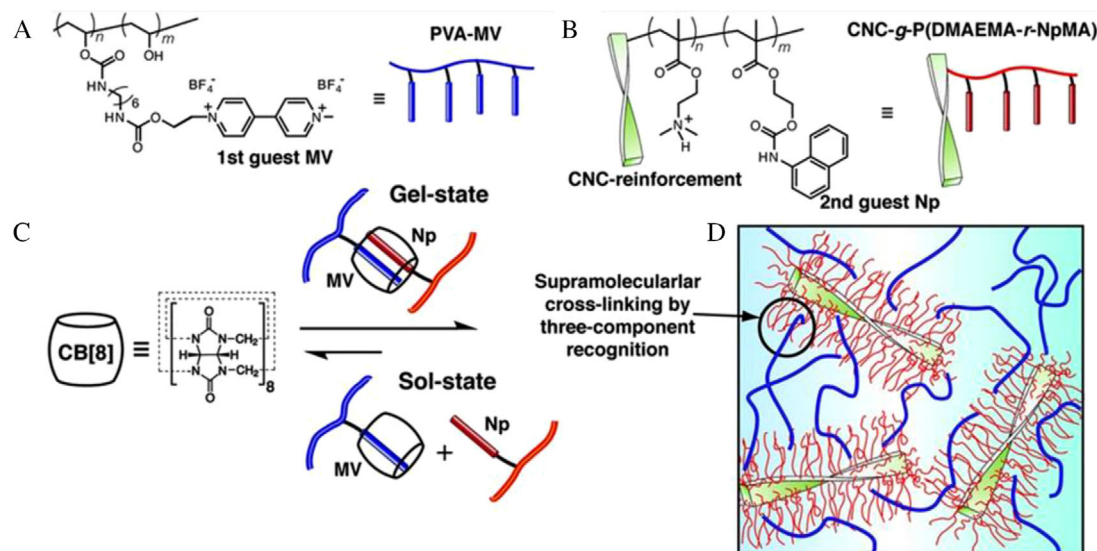 A
n
m
O
O
OH
PVA-MV
HN
6
HN
O
O
BF₄⁻
BF₄⁻
N⁺
N⁺
≡
1st guest MV
B
n
m
CNC-g-P(DMAEMA-r-NpMA)
O
O
O
O
N⁺
H
O
O
HN
≡
CNC-reinforcement
2nd guest Np
C
Gel-state
Np
MV
CB[8]
≡
O
N
N−CH₂
H
H
N
N−CH₂
O
8
Sol-state
Np
MV
+
D
Supramolecularlar
cross-linking by
three-component
recognition